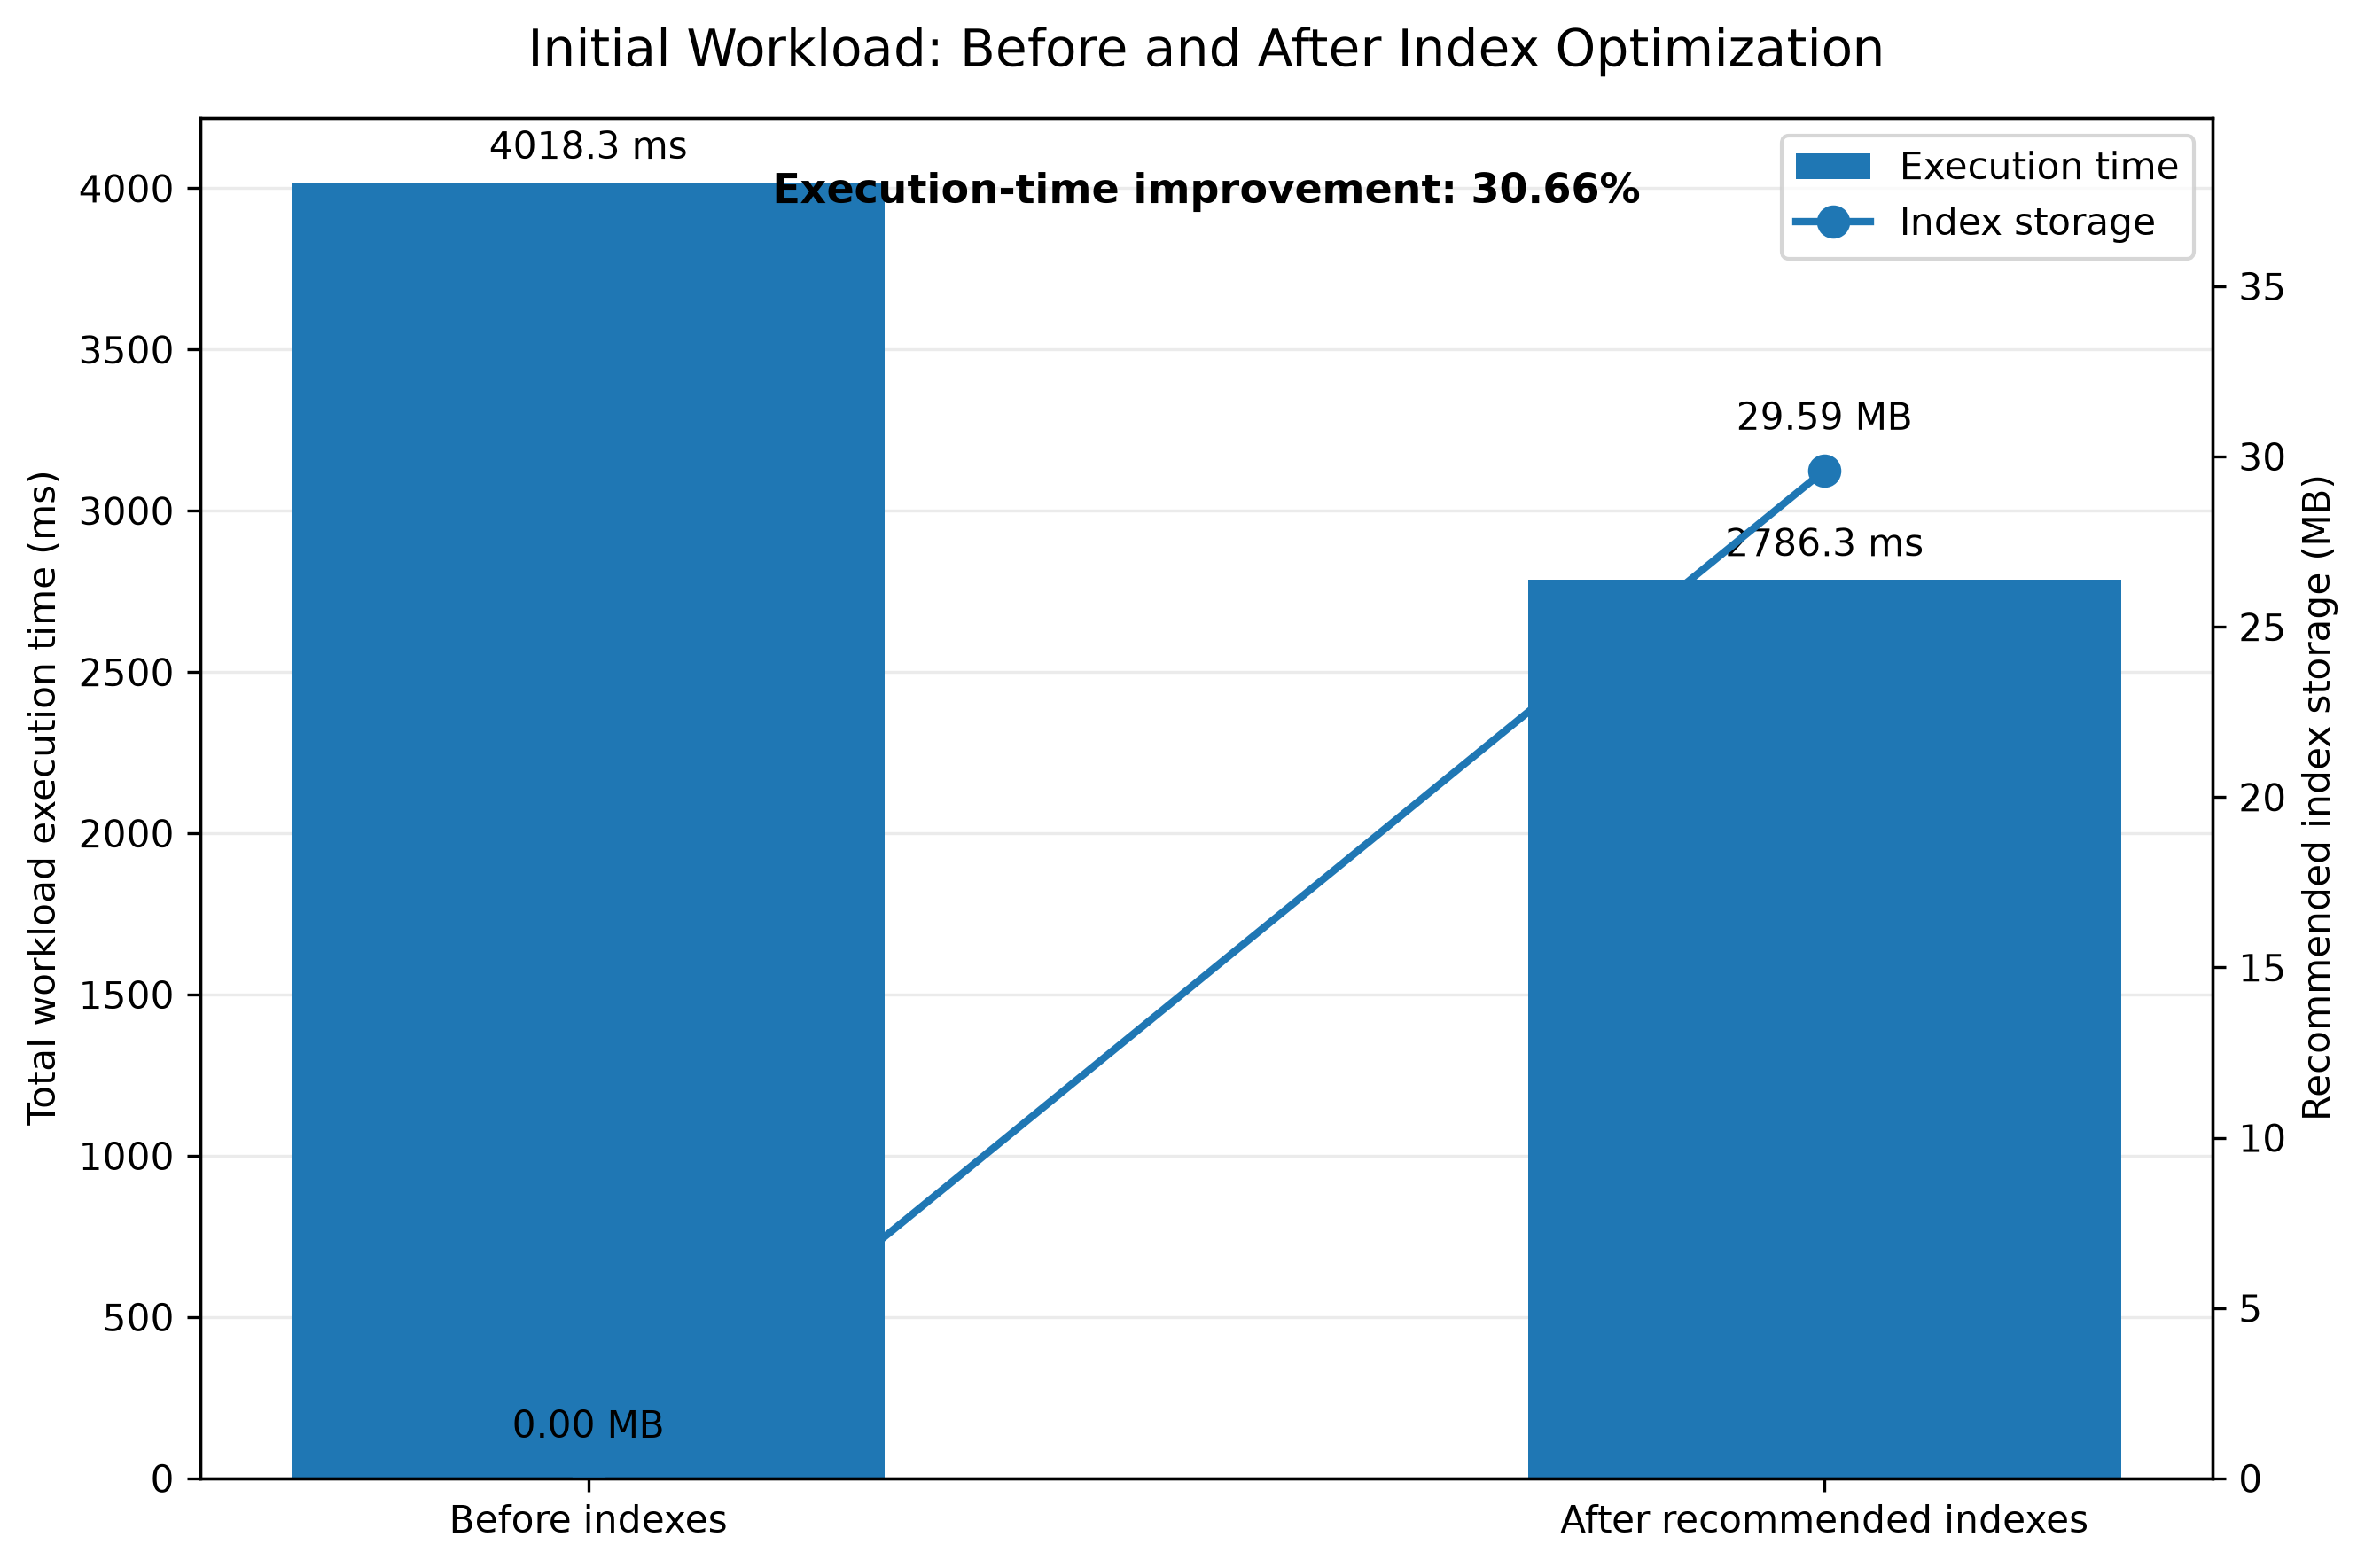 Initial Workload: Before and After Index Optimization
4018.3 ms
Execution-time improvement: 30.66%
Execution time
Index storage
Total workload execution time (ms)
4000
3500
3000
2500
2000
1500
1000
500
0
29.59 MB
2786.3 ms
0.00 MB
35
30
25
20
15
10
5
0
Recommended index storage (MB)
Before indexes
After recommended indexes